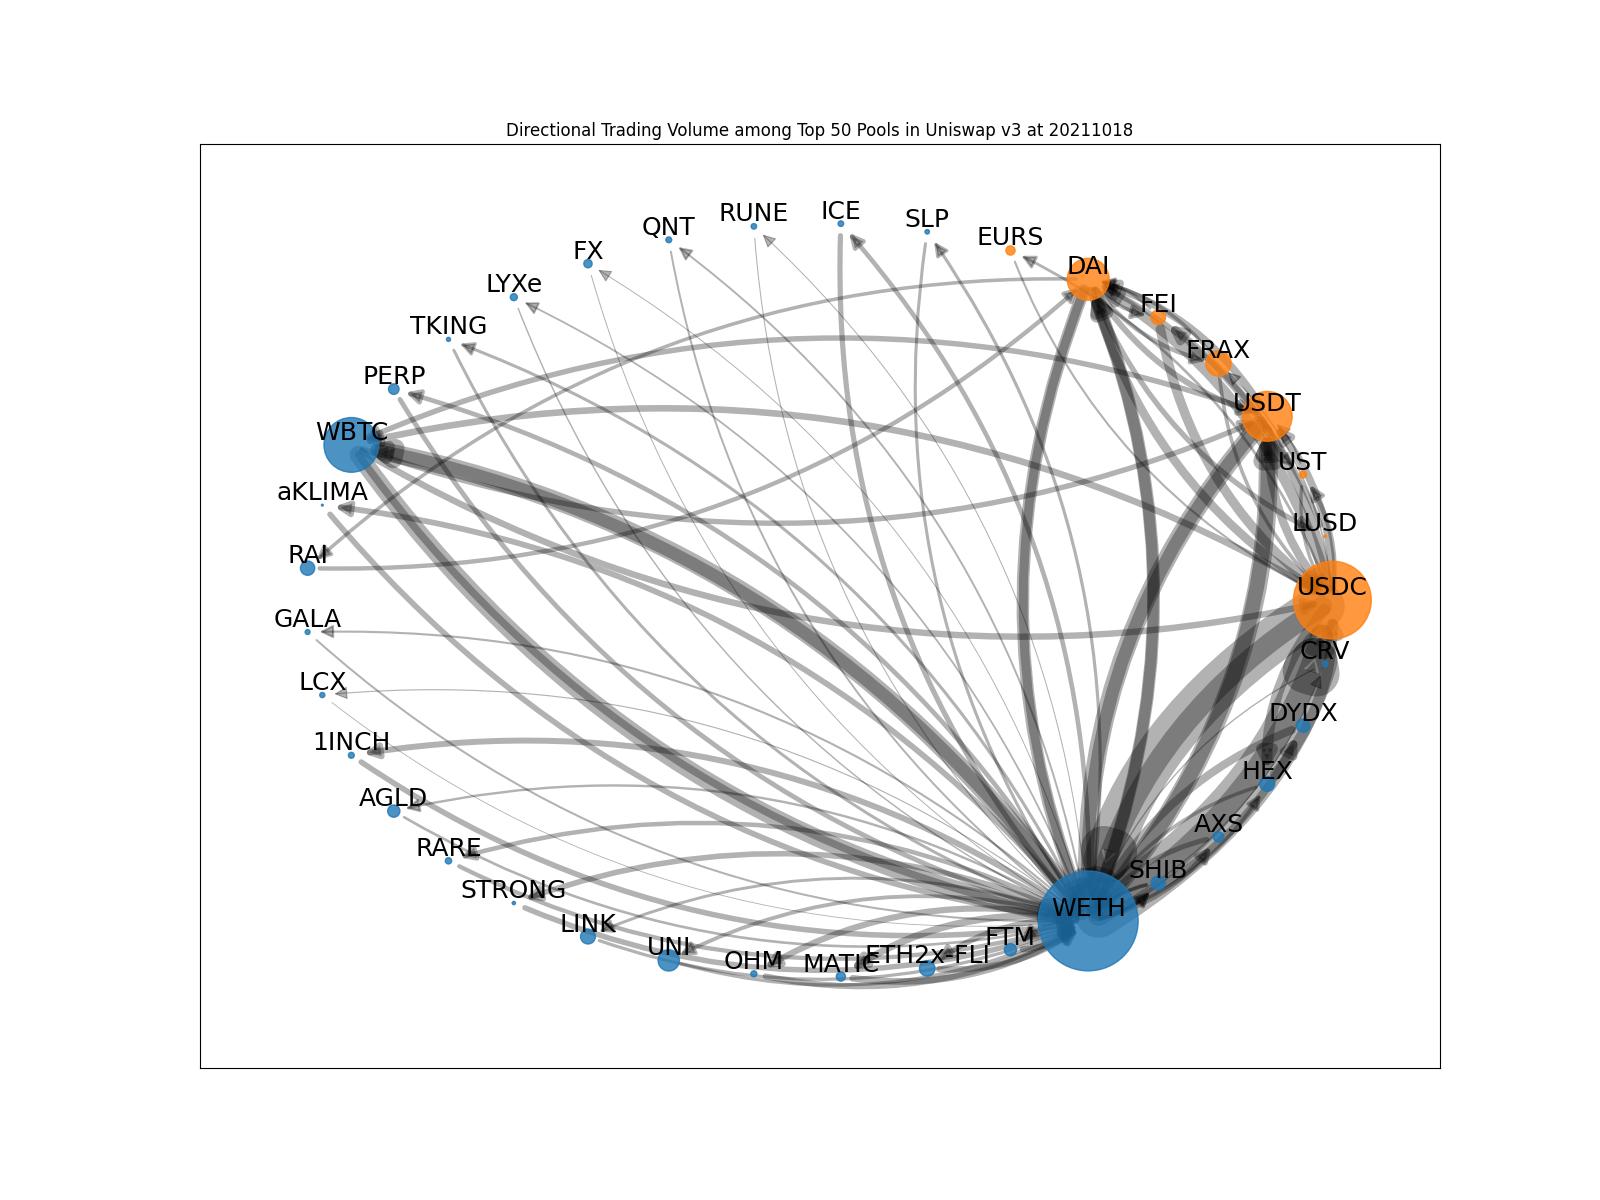 Directional Trading Volume among Top 50 Pools in Uniswap v3 at 20211018
ICE
RUNE
SLP
QNT
EURS
FX
DAI
LYXe
FEI
TKING
FRAX
PERP
USDT
WBTC
UST
aKLIMA
LUSD
RAI
USDC
GALA
CRV
LCX
DYDX
1INCH
HEX
AGLD
AXS
RARE
SHIB
STRONG
WETH
LINK
FTM
UNI
ETH2x-FLI
OHM
MATIC